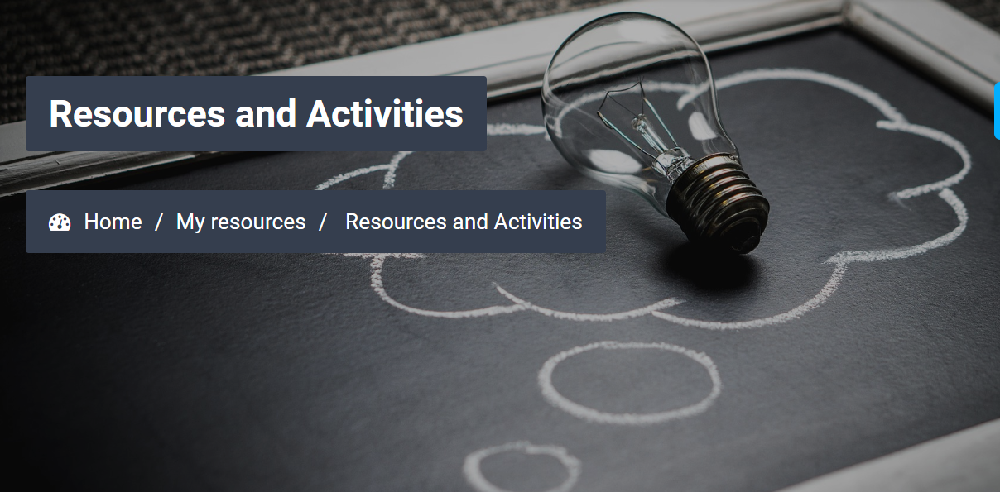 Resources and Activities
Home / My resources / Resources and Activities